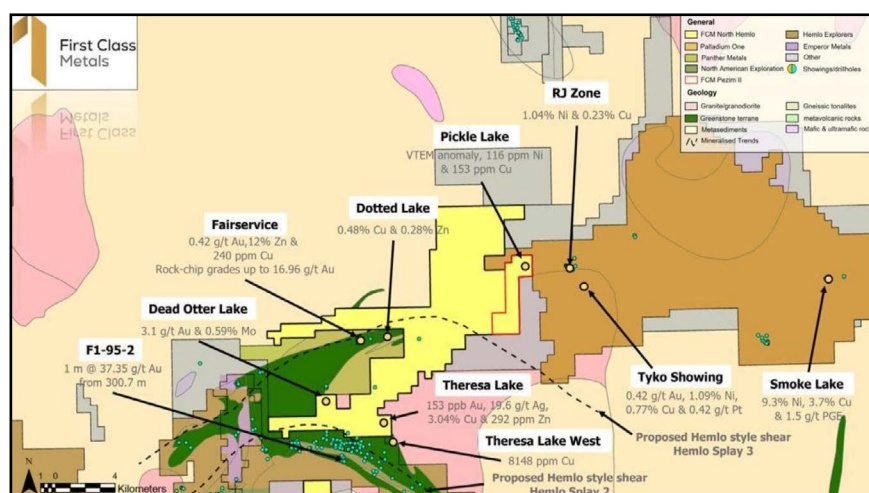 First Class
Metals
General
FCM North Hemlo
Palladium One
Panther Metals
North American Exploration
FCM Pezim II
Hemlo Explorers
Emperor Metals
Other
Showings/drillholes
Geology
Granite/granodiorite
Greenstone terrane
Metasediments
Mineralised Trends
Gneissic tonalites
metavolcanic rocks
Mafic & ultramafic roc
RJ Zone
1.04% Ni & 0.23% Cu
Pickle Lake
VTEM anomaly, 116 ppm Ni
& 153 ppm Cu
Dotted Lake
0.48% Cu & 0.28% Zn
Fairservice
0.42 g/t Au,12% Zn &
240 ppm Cu
Rock-chip grades up to 16.96 g/t Au
Dead Otter Lake
3.1 g/t Au & 0.59% Mo
F1-95-2
1 m @ 37.35 g/t Au
from 300.7 m
Theresa Lake
153 ppb Au, 19.6 g/t Ag,
3.04% Cu & 292 ppm Zn
Theresa Lake West
8148 ppm Cu
Tyko Showing
0.42 g/t Au, 1.09% Ni,
0.77% Cu & 0.42 g/t Pt
Smoke Lake
9.3% Ni, 3.7% Cu
& 1.5 g/t PGE
Proposed Hemlo style shear
Hemlo Splay 3
Proposed Hemlo style shear
Hemlo Splay 2
N
1 0 4
Kilometers